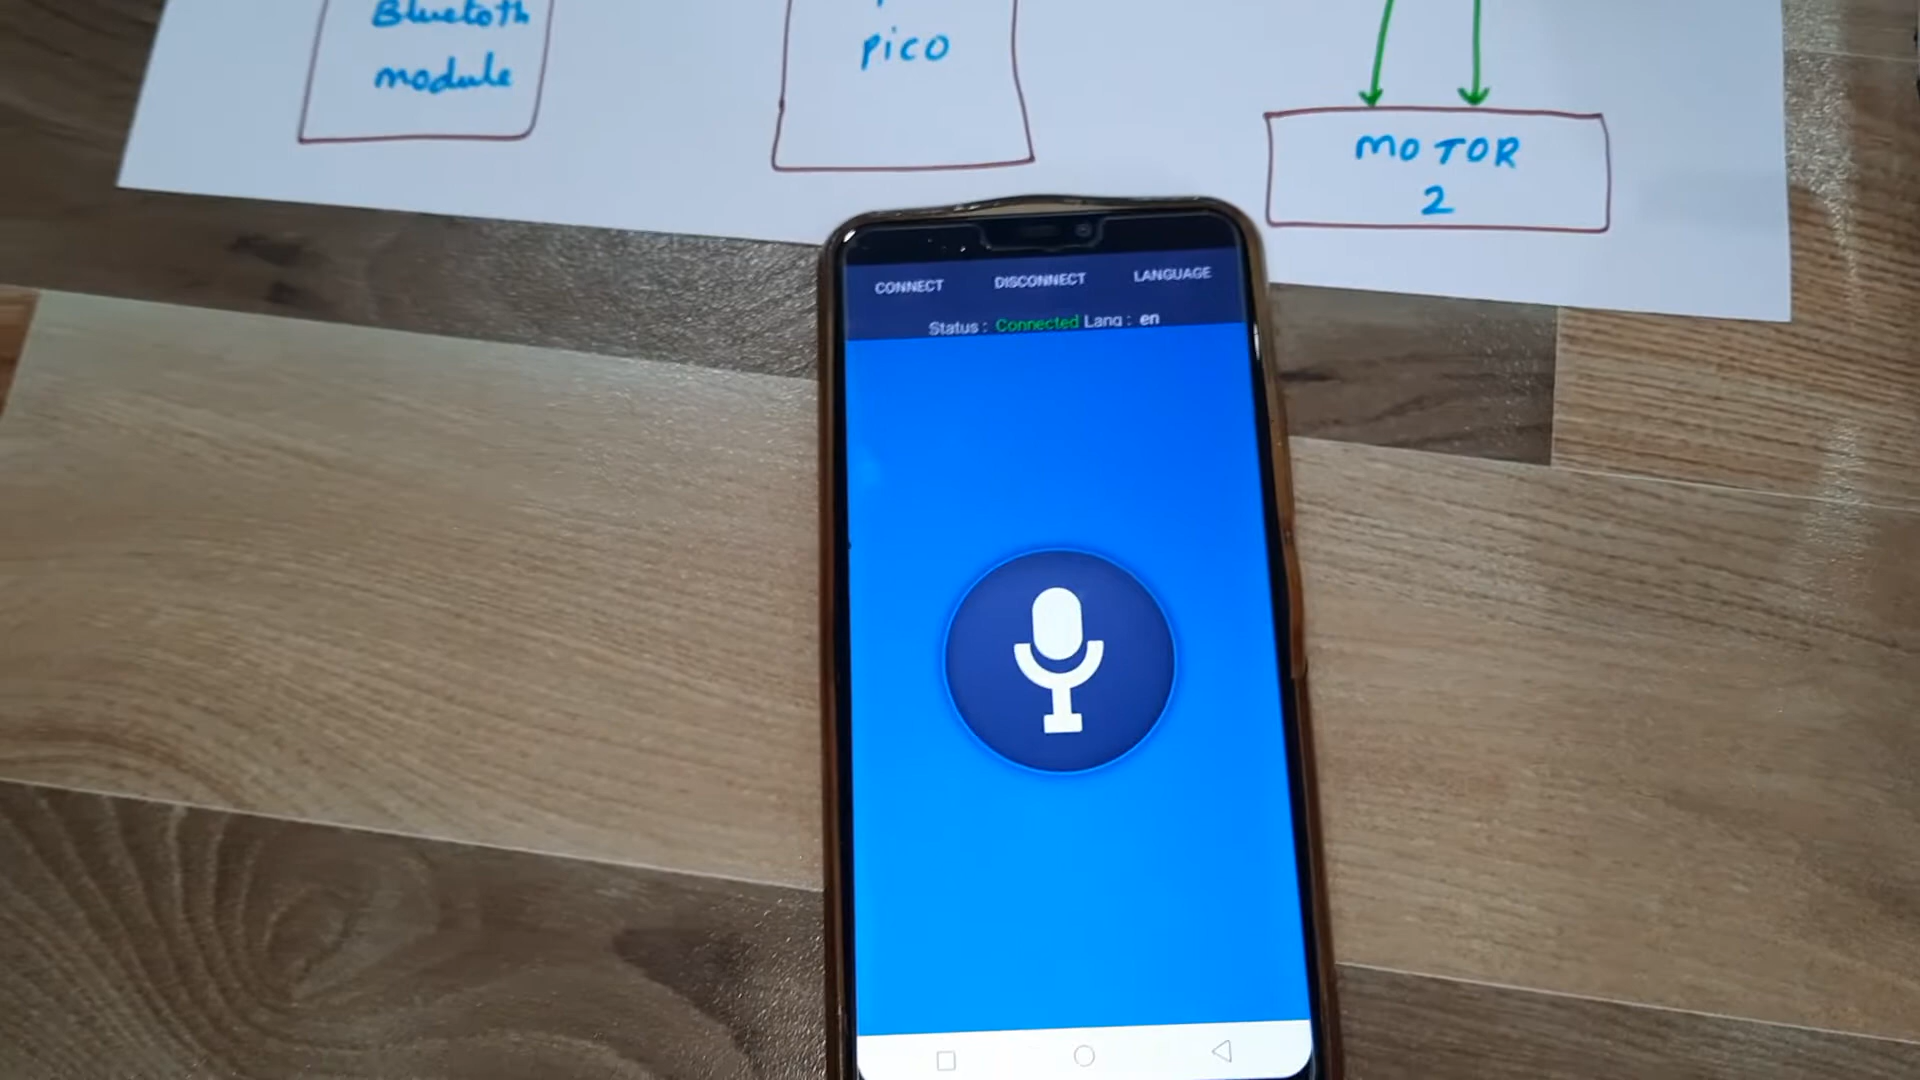 Bluetoth
module
pico
MOTOR
2
CONNECT DISCONNECT LANGUAGE
Status : Connected Lang : en